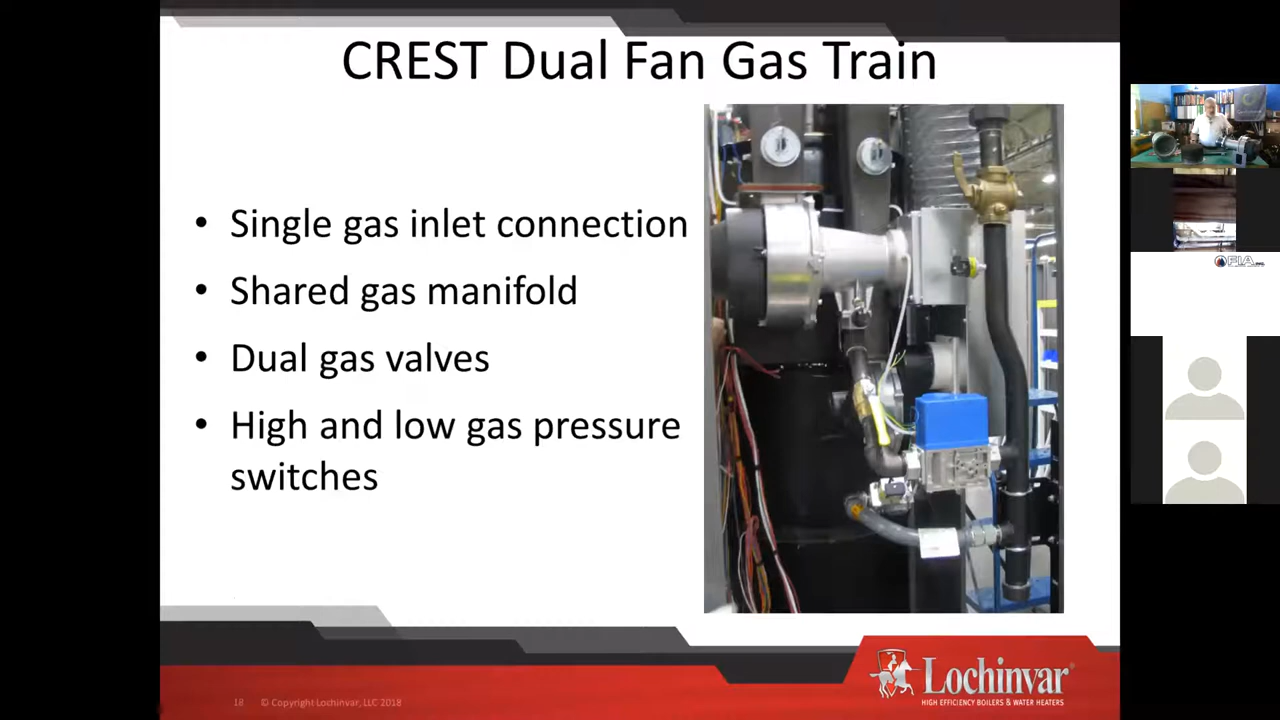 CREST Dual Fan Gas Train
• Single gas inlet connection
• Shared gas manifold
• Dual gas valves
• High and low gas pressure
switches
18 © Copyright Lochinvar, LLC 2018
Lochinvar®
HIGH EFFICIENCY BOILERS & WATER HEATERS
FIA